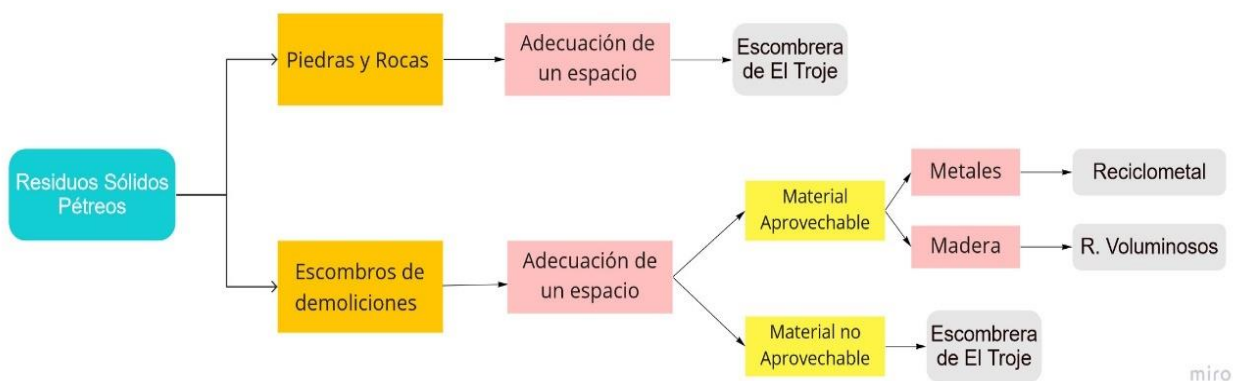 Residuos Sólidos
Pétreos
Piedras y Rocas
Adecuación de
un espacio
Escombrera
de El Troje
Escombros de
demoliciones
Adecuación de
un espacio
Material
Aprovechable
Metales
Reciclometal
Madera
R. Voluminosos
Material no
Aprovechable
Escombrera
de El Troje
miro